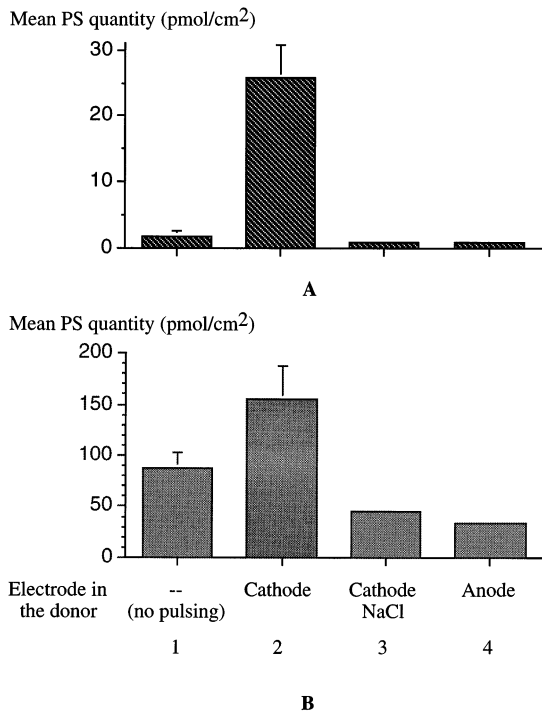 Mean PS quantity (pmol/cm2)
30
20
10
0
A
Mean PS quantity (pmol/cm2)
200
150
100
50
0
Electrode in -- Cathode Cathode Anode
the donor (no pulsing) NaCl
1 2 3 4
B